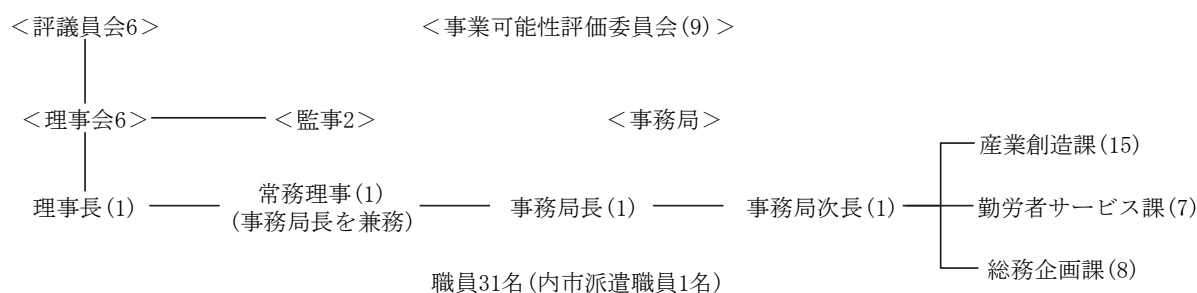 ＜評議員会6＞
＜事業可能性評価委員会(9)＞
＜理事会6＞
＜監事2＞
＜事務局＞
産業創造課(15)
理事長(1)
常務理事(1)
(事務局長を兼務)
事務局長(1)
事務局次長(1)
勤労者サービス課(7)
総務企画課(8)
職員31名(内市派遣職員1名)